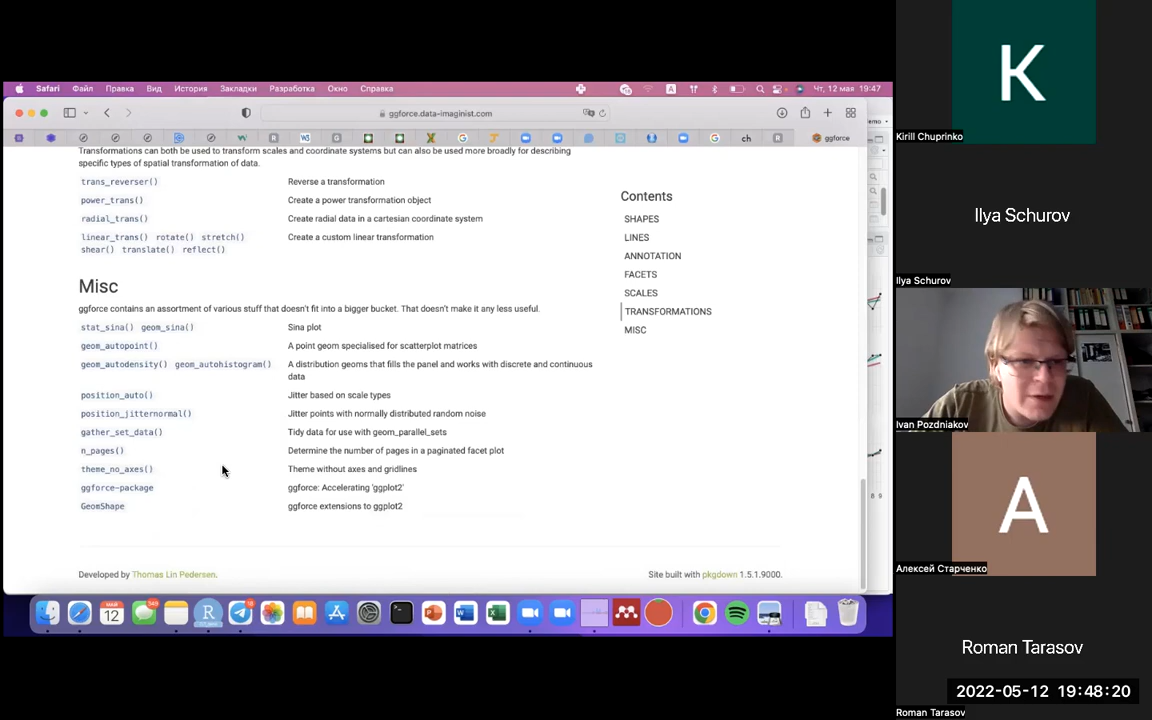 Safari Файл Правка Вид История Закладки Разработка Окно Справка A Чт, 12 мая 19:47
ggforce.data-imaginist.com
ch ggforce
Transformations can both be used to transform scales and coordinate systems but can also be used more broadly for describing
specific types of spatial transformation of data.
trans_reverser() Reverse a transformation
power_trans() Create a power transformation object
radial_trans() Create radial data in a cartesian coordinate system
linear_trans() rotate() stretch() Create a custom linear transformation
shear() translate() reflect()
Misc
ggforce contains an assortment of various stuff that doesn't fit into a bigger bucket. That doesn't make it any less useful.
stat_sina() geom_sina() Sina plot
geom_autopoint() A point geom specialised for scatterplot matrices
geom_autodensity() geom_autohistogram() A distribution geoms that fills the panel and works with discrete and continuous
data
position_auto() Jitter based on scale types
position_jitternormal() Jitter points with normally distributed random noise
gather_set_data() Tidy data for use with geom_parallel_sets
n_pages() Determine the number of pages in a paginated facet plot
theme_no_axes() Theme without axes and gridlines
ggforce-package ggforce: Accelerating 'ggplot2'
GeomShape ggforce extensions to ggplot2
Contents
SHAPES
LINES
ANNOTATION
FACETS
SCALES
TRANSFORMATIONS
MISC
Developed by Thomas Lin Pedersen.
Site built with pkgdown 1.5.1.9000.
МАЙ
12
K
Kirill Chuprinko
Ilya Schurov
Ilya Schurov
Ivan Pozdniakov
A
Алексей Старченко
Roman Tarasov
2022-05-12 19:48:20
Roman Tarasov